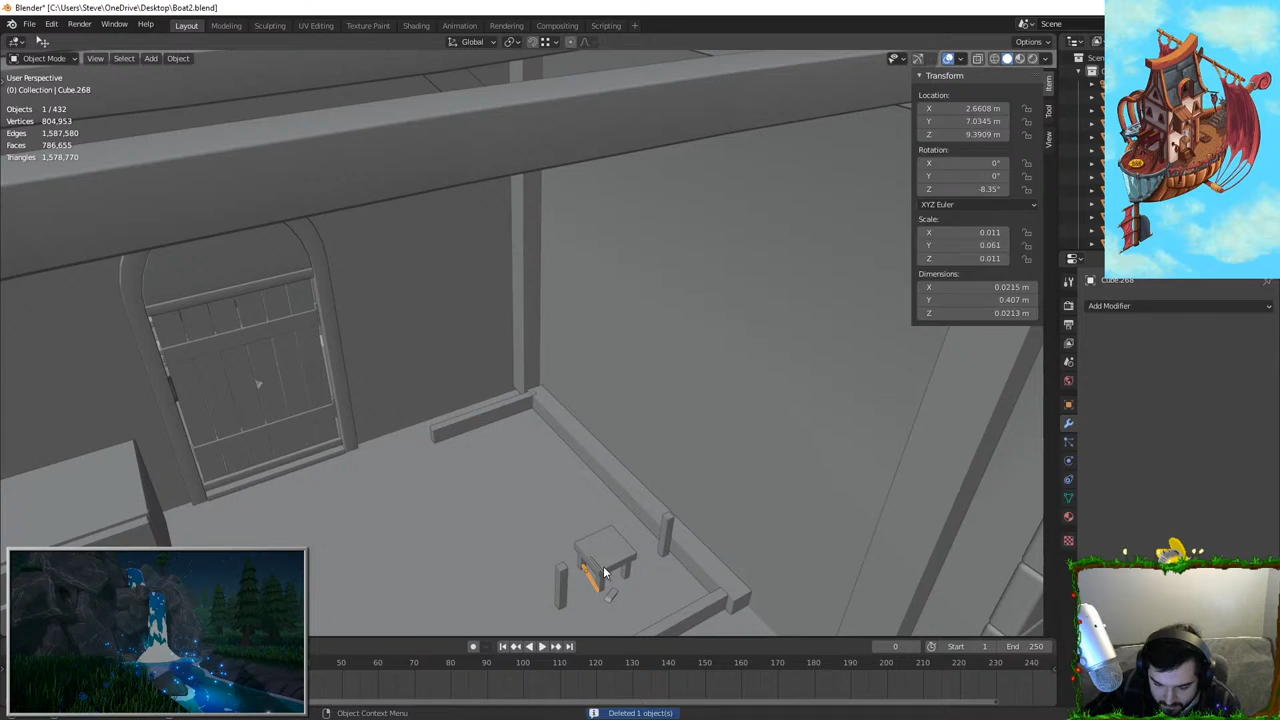 Blender* [C:\Users\Steve\OneDrive\Desktop\Boat2.blend]
File Edit Render Window Help Layout Modeling Sculpting UV Editing Texture Paint Shading Animation Rendering Compositing Scripting Scene
Global Options
Object Mode View Select Add Object
User Perspective
(0) Collection | Cube.268
Objects 1 / 432
Vertices 804,953
Edges 1,587,580
Faces 786,655
Triangles 1,578,770
Transform
Location:
X 2.6608 m
Y 7.0345 m
Z 9.3909 m
Rotation:
X 0°
Y 0°
Z -8.35°
XYZ Euler
Scale:
X 0.011
Y 0.061
Z 0.011
Dimensions:
X 0.0215 m
Y 0.407 m
Z 0.0213 m
Item
Tool
View
Cube.268
Add Modifier
0 Start 1 End 250
50 60 70 80 90 100 110 120 130 140 150 160 170 180 190 200 210 220 230 240
Object Context Menu
Deleted 1 object(s)